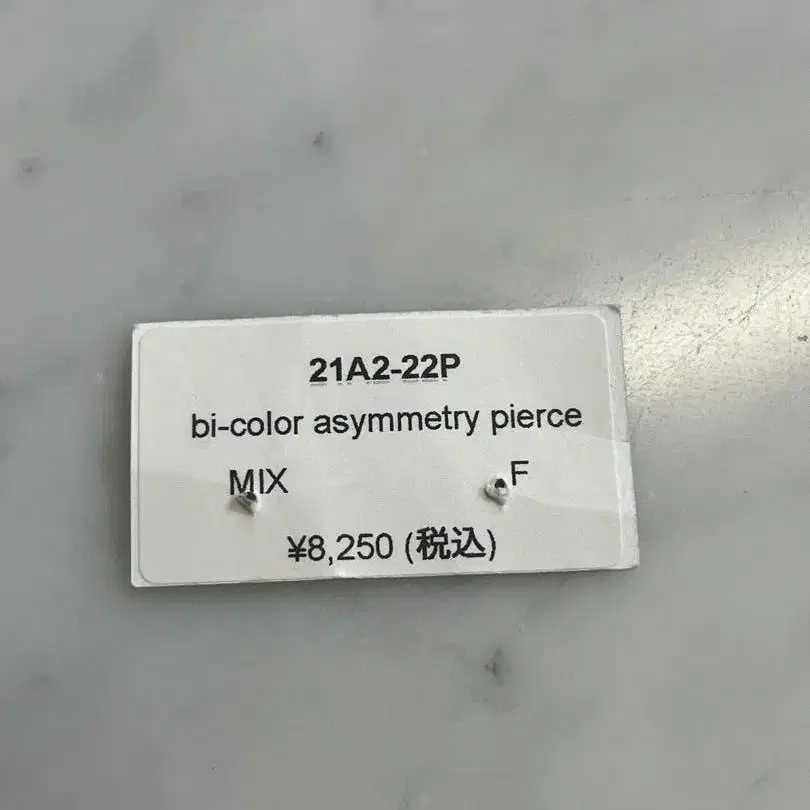 21A2-22P
bi-color asymmetry pierce
MIX F
¥8,250 (税込)